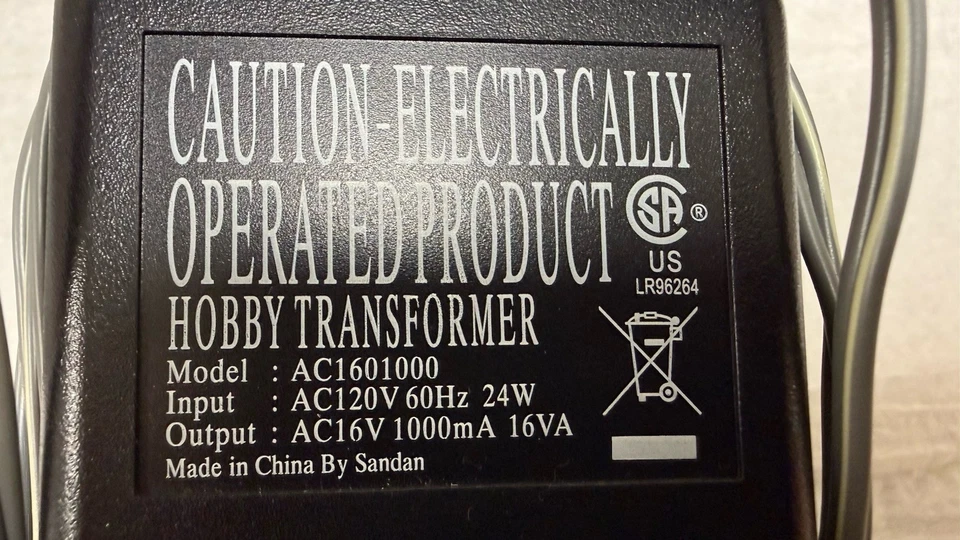 CAUTION-ELECTRICALLY
OPERATED PRODUCT
SA ®
US
LR96264
HOBBY TRANSFORMER
Model : AC1601000
Input : AC120V 60Hz 24W
Output : AC16V 1000mA 16VA
Made in China By Sandan